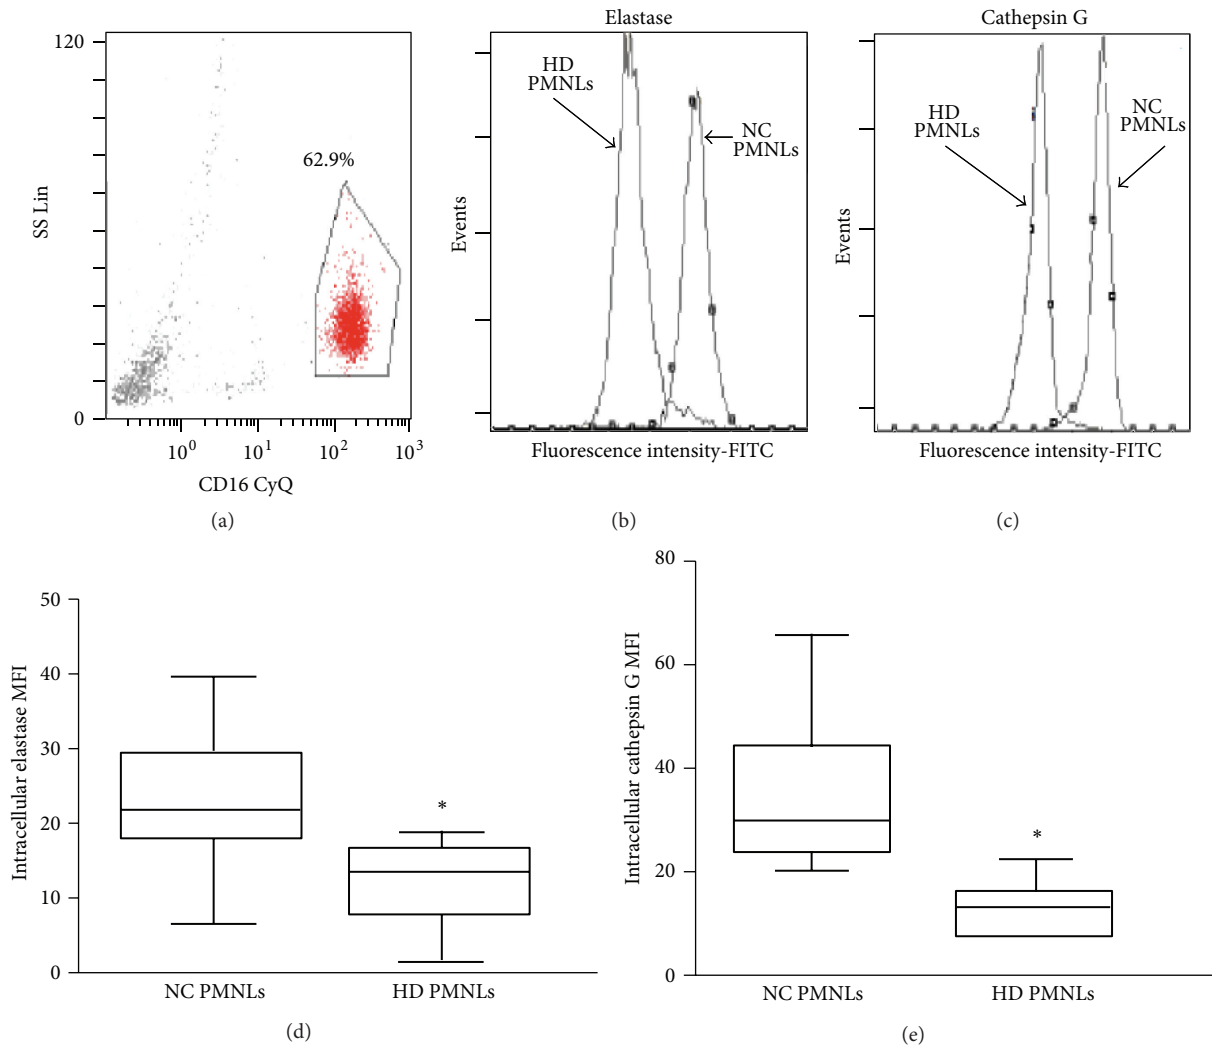 120
SS Lin
0
62.9%
10^0
10^1
10^2
10^3
CD16 CyQ
(a)
Elastase
HD
PMNLs
NC
PMNLs
Events
Fluorescence intensity-FITC
(b)
Cathepsin G
HD
PMNLs
NC
PMNLs
Events
Fluorescence intensity-FITC
(c)
50
40
30
20
10
0
Intracellular elastase MFI
*
NC PMNLs
HD PMNLs
(d)
80
60
40
20
0
Intracellular cathepsin G MFI
*
NC PMNLs
HD PMNLs
(e)